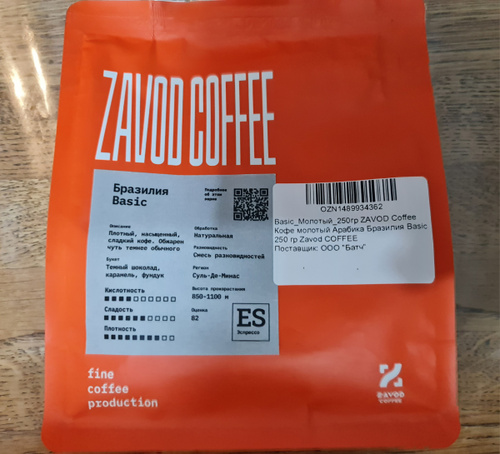 ZAVOD COFFEE
Бразилия
Basic
Подробнее
об этом
зерне
Описание
Плотный, насыщенный,
сладкий кофе. Обжарен
чуть темнее обычного
Букет
Темный шоколад,
карамель, фундук
Кислотность
Сладость
Плотность
Обработка
Натуральная
Разновидность
Смесь разновидностей
Регион
Суль-Де-Минас
Высота произрастания
850-1100 м
Оценка
82
ES
Эспрессо
OZN1489934362
Basic_Молотый_250гр ZAVOD Coffee
Кофе молотый Арабика Бразилия Basic
250 гр Zavod COFFEE
Поставщик: ООО "Батч"
fine
coffee
production
ZAVOD
COFFEE